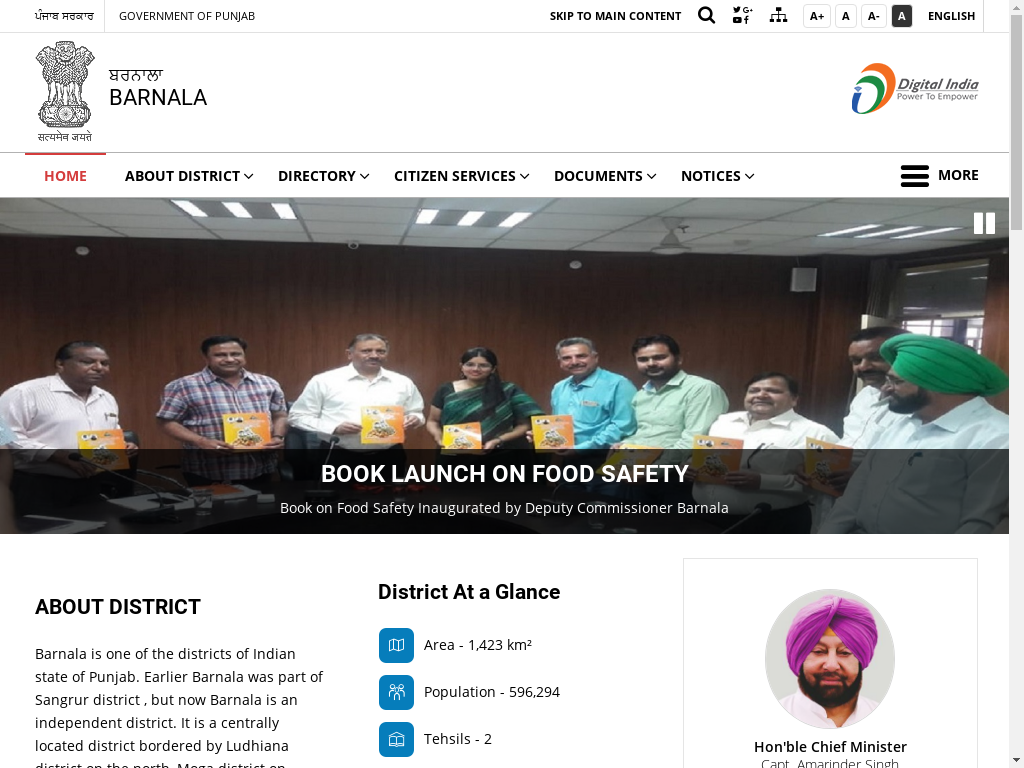 ਪੰਜਾਬ ਸਰਕਾਰ
GOVERNMENT OF PUNJAB
SKIP TO MAIN CONTENT
A+
A
A-
A
ENGLISH
ਬਰਨਾਲਾ
BARNALA
सत्यमेव जयते
Digital India
Power To Empower
HOME
ABOUT DISTRICT
DIRECTORY
CITIZEN SERVICES
DOCUMENTS
NOTICES
MORE
BOOK LAUNCH ON FOOD SAFETY
Book on Food Safety Inaugurated by Deputy Commissioner Barnala
ABOUT DISTRICT
Barnala is one of the districts of Indian
state of Punjab. Earlier Barnala was part of
Sangrur district , but now Barnala is an
independent district. It is a centrally
located district bordered by Ludhiana
district on the north, Moga district on
District At a Glance
Area - 1,423 km²
Population - 596,294
Tehsils - 2
Hon'ble Chief Minister
Capt. Amarinder Singh